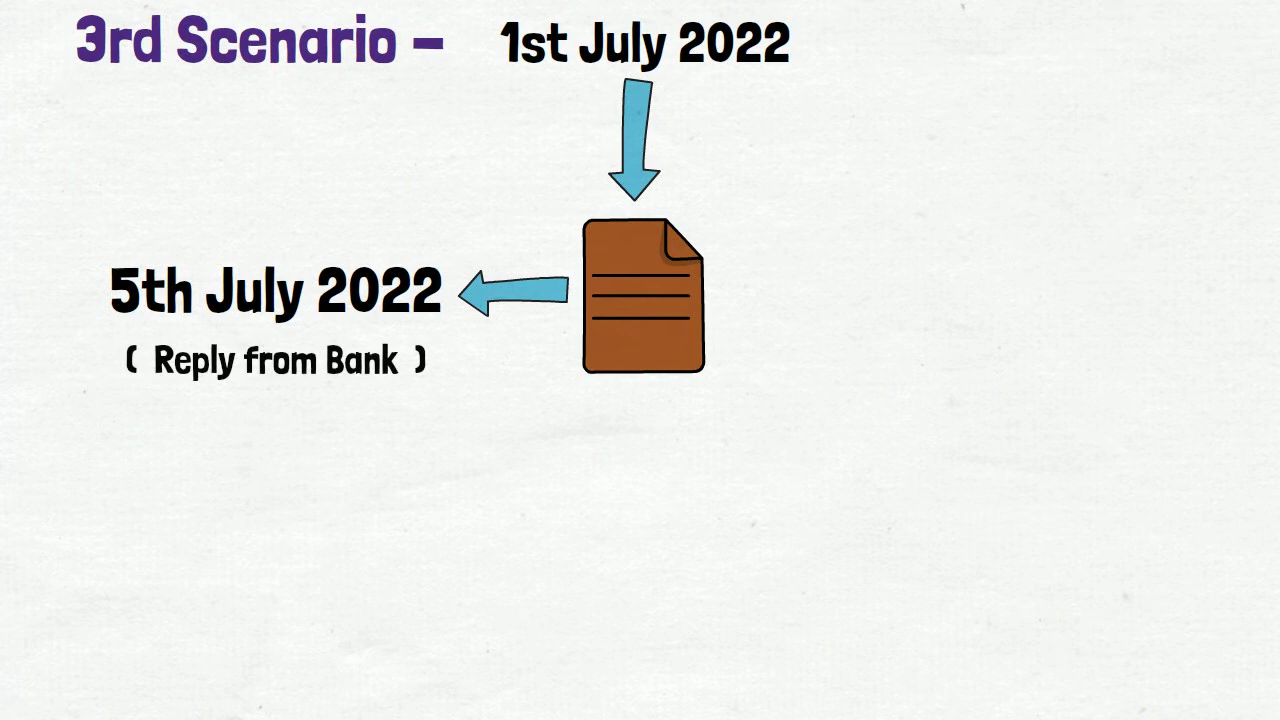 3rd Scenario – 1st July 2022
5th July 2022
( Reply from Bank )